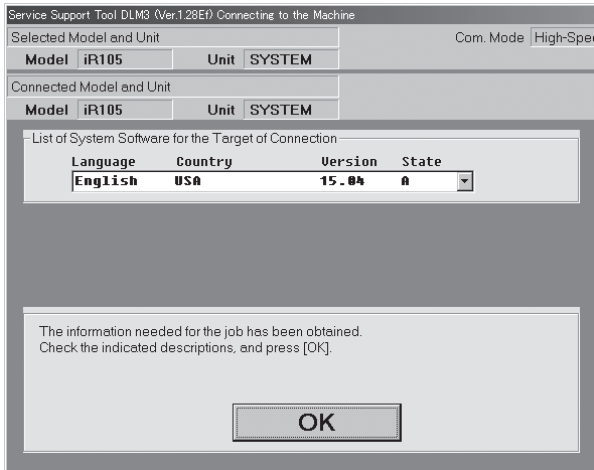 Service Support Tool DLM3 (Ver.1.28Ef) Connecting to the Machine
Selected Model and Unit Com. Mode High-Spee
Model iR105 Unit SYSTEM
Connected Model and Unit
Model iR105 Unit SYSTEM
List of System Software for the Target of Connection
Language Country Version State
English USA 15.04 A
The information needed for the job has been obtained.
Check the indicated descriptions, and press [OK].
OK